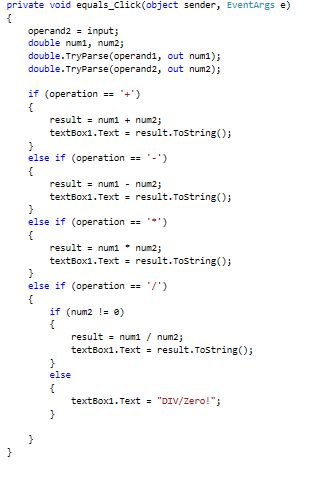 private void equals_Click(object sender, EventArgs e)
{
operand2 = input;
double num1, num2;
double.TryParse(operand1, out num1);
double.TryParse(operand2, out num2);
if (operation == '+')
{
result = num1 + num2;
textBox1.Text = result.ToString();
}
else if (operation == '-')
{
result = num1 - num2;
textBox1.Text = result.ToString();
}
else if (operation == '*')
{
result = num1 * num2;
textBox1.Text = result.ToString();
}
else if (operation == '/')
{
if (num2 != 0)
{
result = num1 / num2;
textBox1.Text = result.ToString();
}
else
{
textBox1.Text = "DIV/Zero!";
}
}
}